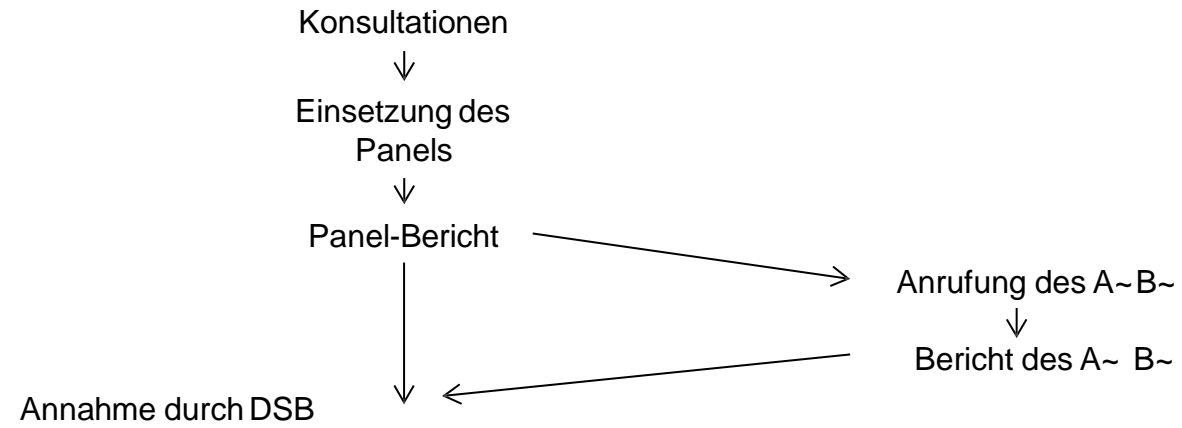 Konsultationen
Einsetzung des
Panels
Panel-Bericht
Anrufung des A~B~
Bericht des A~ B~
Annahme durch DSB